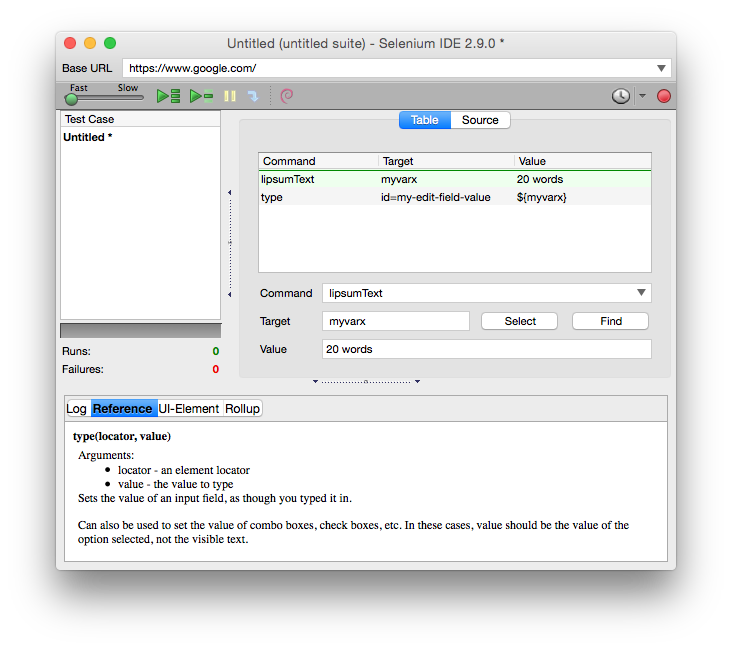 Untitled (untitled suite) - Selenium IDE 2.9.0 *
Base URL https://www.google.com/
Fast Slow
Test Case
Untitled *
Table Source
Command Target Value
lipsumText myvarx 20 words
type id=my-edit-field-value ${myvarx}
Command lipsumText
Target myvarx Select Find
Value 20 words
Runs: 0
Failures: 0
Log Reference UI-Element Rollup
type(locator, value)
Arguments:
• locator - an element locator
• value - the value to type
Sets the value of an input field, as though you typed it in.
Can also be used to set the value of combo boxes, check boxes, etc. In these cases, value should be the value of the
option selected, not the visible text.